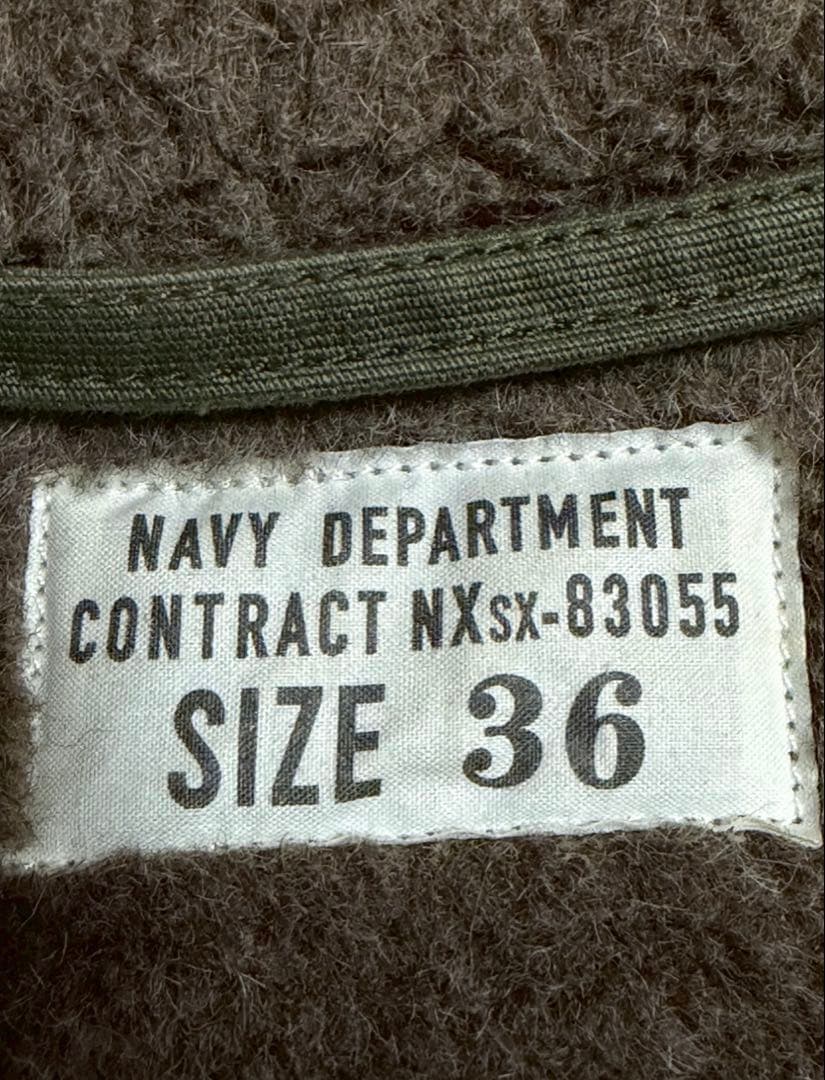 NAVY DEPARTMENT
CONTRACT NXsx-83055
SIZE 36